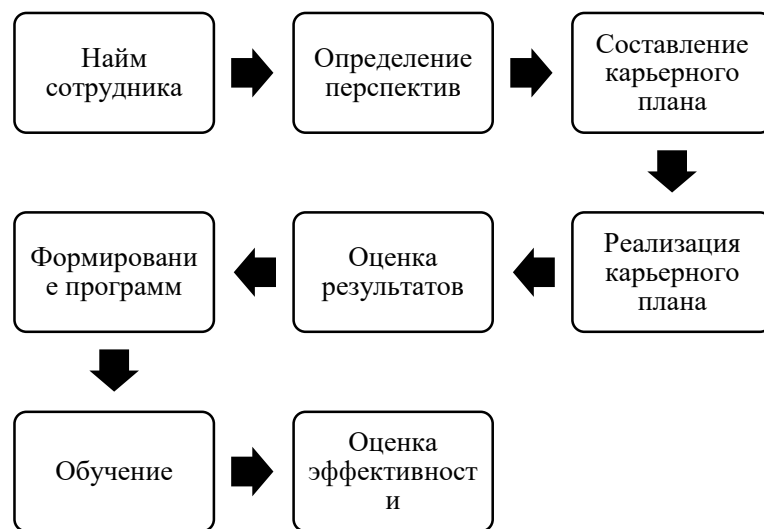 Найм
сотрудника
Определение
перспектив
Составление
карьерного
плана
Реализация
карьерного
плана
Оценка
результатов
Формировани
е программ
Обучение
Оценка
эффективност
и